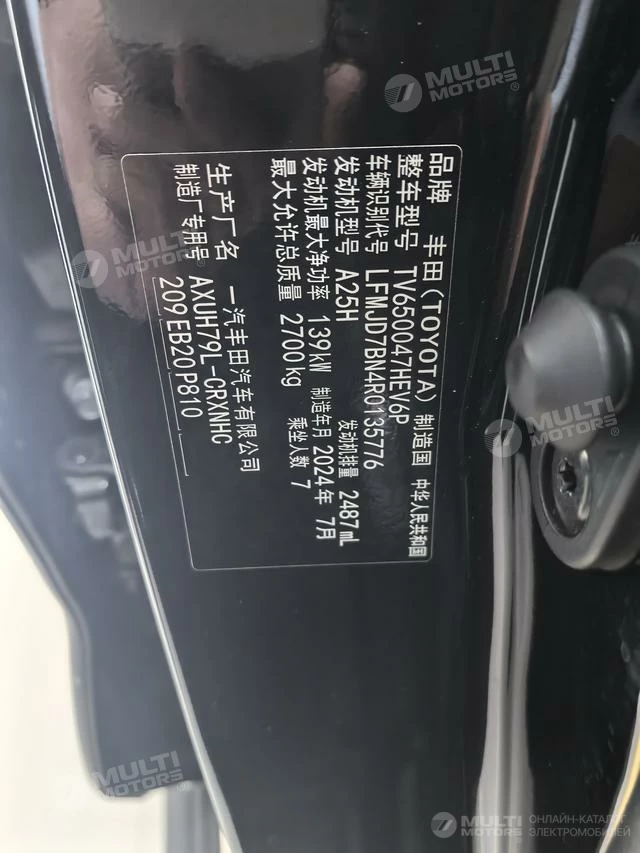 品牌 丰田(TOYOTA) 制造国 中华人民共和国
整车型号 TV650047HEV6P
车辆识别代号 LFMJD7BN4R0135776
发动机型号 A25H 发动机排量 2487mL
发动机最大净功率 139kW 制造年月 2024年 7月
最大允许总质量 2700kg 乘坐人数 7
生产厂名 一汽丰田汽车有限公司
制造厂专用号 AXUH79L-CRXNHC
209 EB20 P810
MULTI MOTORS®
MULTI MOTORS®
MULTI MOTORS®
MULTI MOTORS®
MULTI MOTORS
ОНЛАЙН-КАТАЛОГ
ЭЛЕКТРОМОБИЛЕЙ